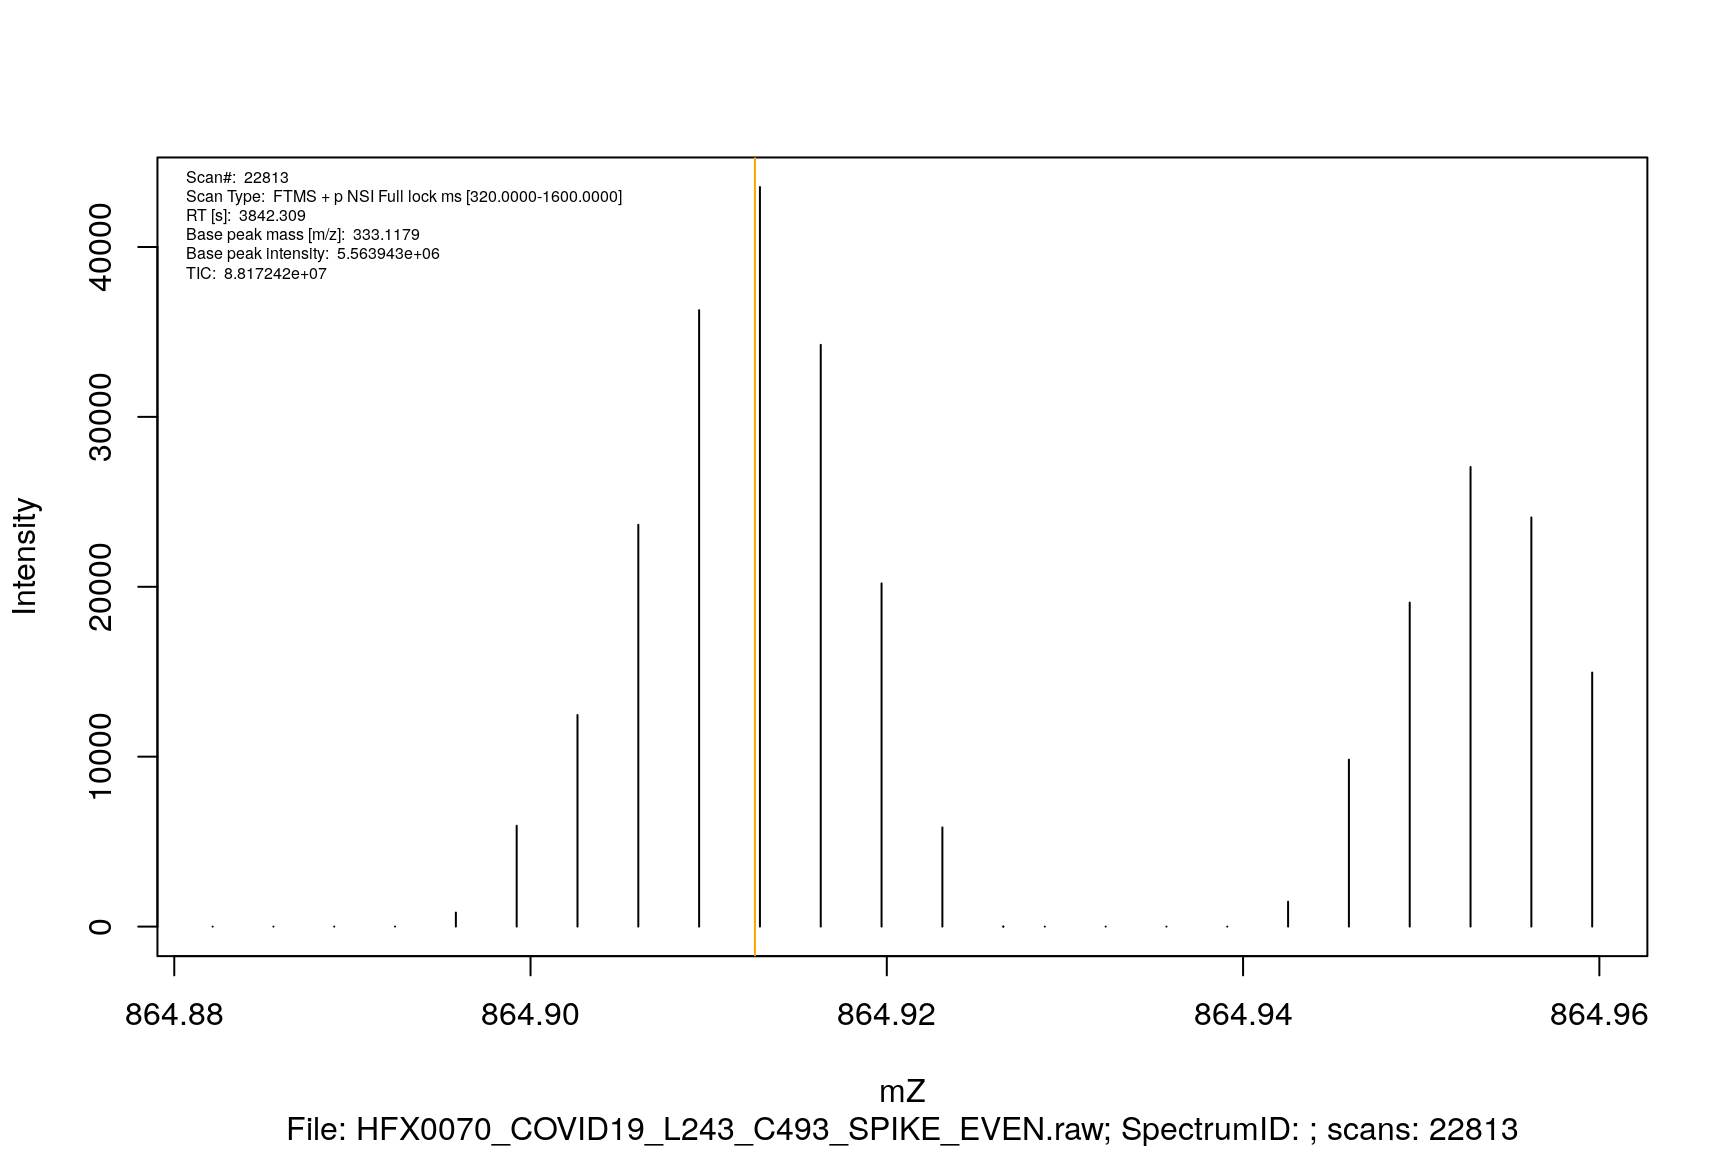 Scan#: 22813
Scan Type: FTMS + p NSI Full lock ms [320.0000-1600.0000]
RT [s]: 3842.309
Base peak mass [m/z]: 333.1179
Base peak intensity: 5.563943e+06
TIC: 8.817242e+07
40000
30000
20000
10000
0
Intensity
864.88 864.90 864.92 864.94 864.96
mZ
File: HFX0070_COVID19_L243_C493_SPIKE_EVEN.raw; SpectrumID: ; scans: 22813